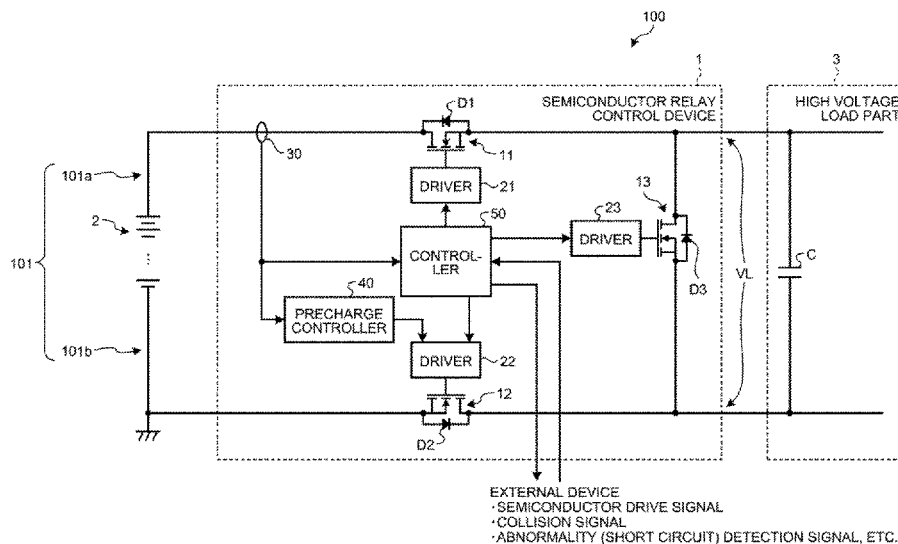 100
1
3
D1
SEMICONDUCTOR RELAY
CONTROL DEVICE
HIGH VOLTAGE
LOAD PART
30
11
101a
DRIVER
21
13
2
50
23
101
CONTROL-
LER
DRIVER
VL
C
D3
40
PRECHARGE
CONTROLLER
101b
DRIVER
22
12
D2
EXTERNAL DEVICE
・SEMICONDUCTOR DRIVE SIGNAL
・COLLISION SIGNAL
・ABNORMALITY (SHORT CIRCUIT) DETECTION SIGNAL, ETC.